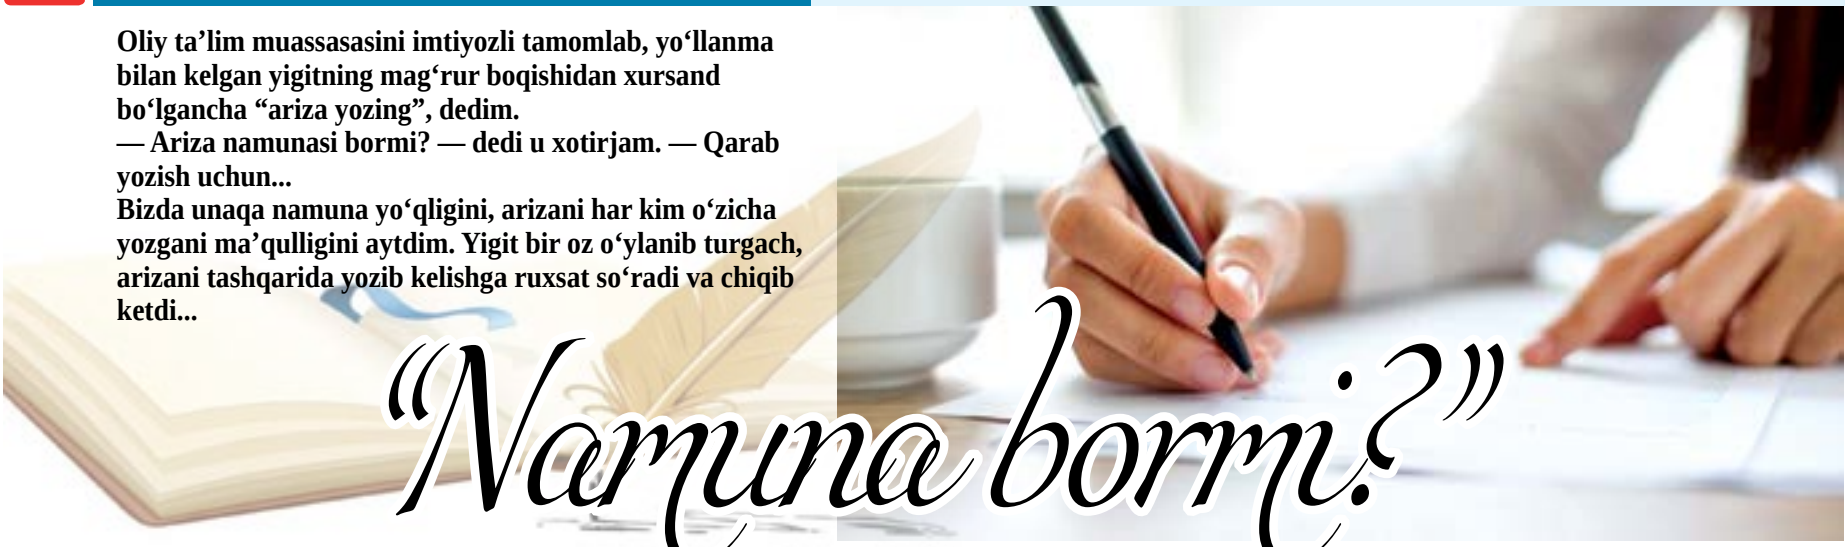 Oliy ta’lim muassasasini imtiyozli tamomlab, yo‘llanma
bilan kelgan yigitning mag‘rur boqishidan xursand
bo‘lgancha “ariza yozing”, dedim.
— Ariza namunasi bormi? — dedi u xotirjam. — Qarab
yozish uchun...
Bizda unaqa namuna yo‘qligini, arizani har kim o‘zicha
yozgani ma’qulligini aytdim. Yigit bir oz o‘ylanib turgach,
arizani tashqarida yozib kelishga ruxsat so‘radi va chiqib
ketdi...
“Namuna bormi?”